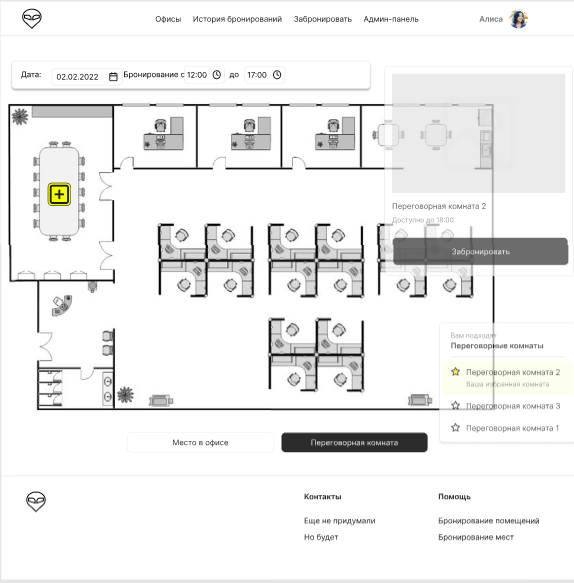 Офисы История бронирований Забронировать Админ-панель Алиса
Дата: 02.02.2022 Бронирование с 12:00 до 17:00
Переговорная комната 2
Доступно до 18:00
Забронировать
Вам подходят
Переговорные комнаты
Переговорная комната 2
Ваша избранная комната
Переговорная комната 3
Переговорная комната 1
Место в офисе Переговорная комната
Контакты
Еще не придумали
Но будет
Помощь
Бронирование помещений
Бронирование мест